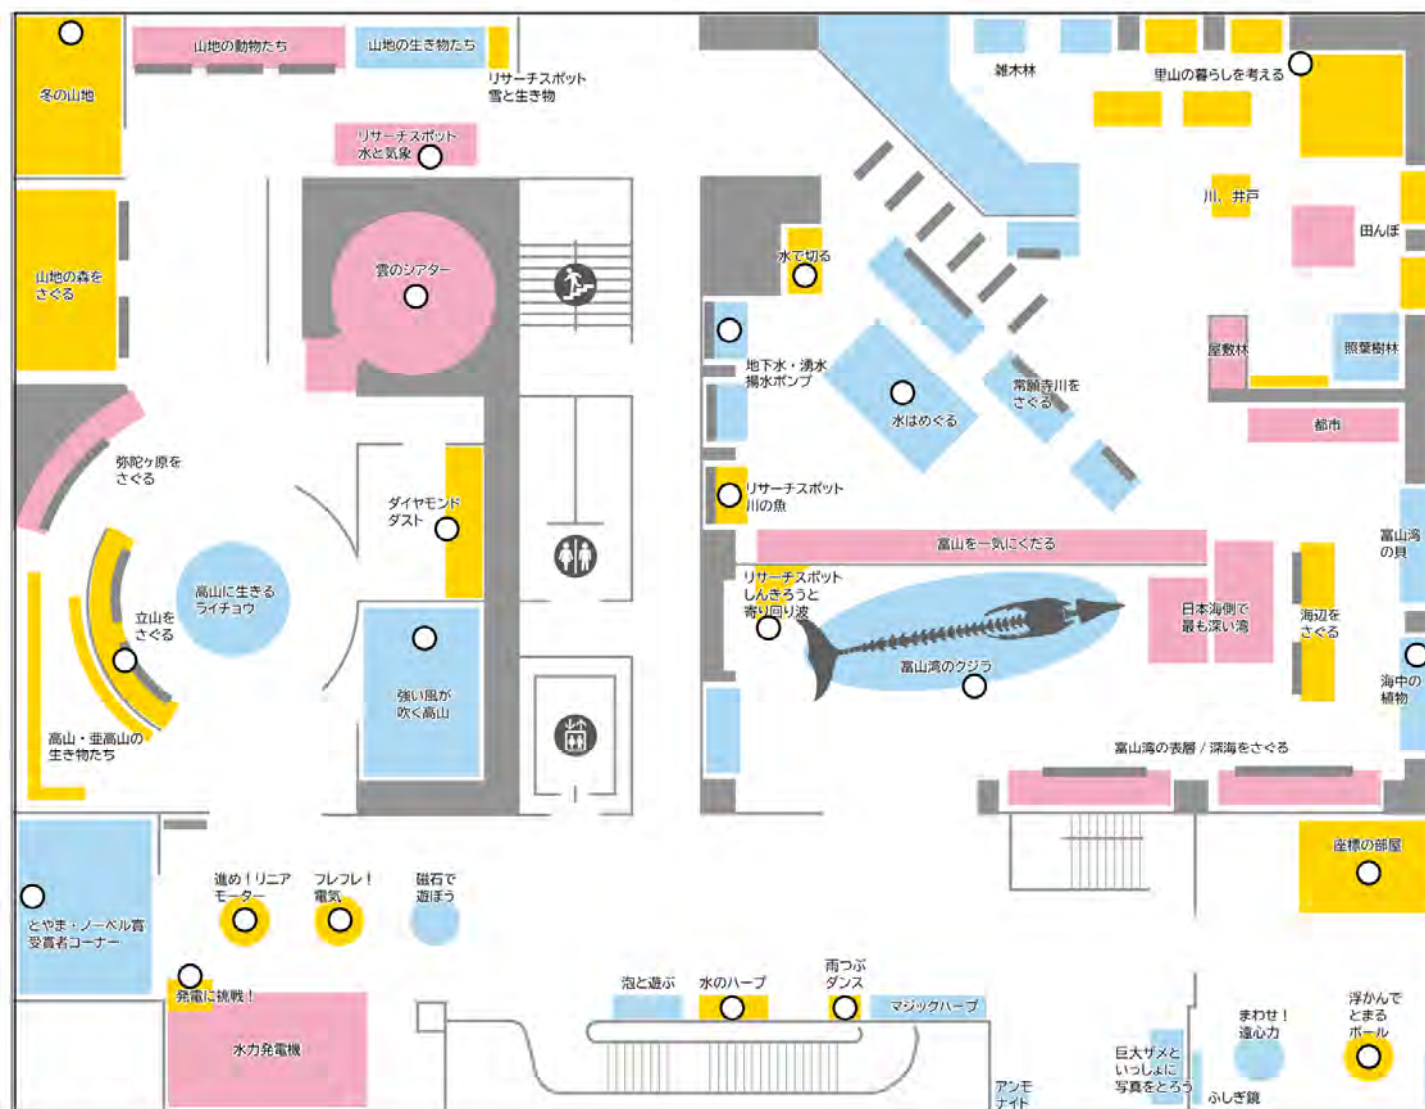 山地の動物たち
山地の生き物たち
リサーチスポット
雪と生き物
雑木林
里山の暮らしを考える
冬の山地
リサーチスポット
水と気象
川、井戸
田んぼ
山地の森を
さぐる
雲のシアター
水で切る
地下水・湧水
揚水ポンプ
水はめぐる
常願寺川を
さぐる
屋敷林
照葉樹林
都市
弥陀ヶ原を
さぐる
ダイヤモンド
ダスト
リサーチスポット
川の魚
富山を一気にくだる
富山湾
の貝
高山に生きる
ライチョウ
立山を
さぐる
リサーチスポット
しんきろうと
寄り回り波
富山湾のクジラ
日本海側で
最も深い湾
海辺を
さぐる
海中の
植物
強い風が
吹く高山
高山・亜高山の
生き物たち
富山湾の表層 / 深海をさぐる
座標の部屋
とやま・ノーベル賞
受賞者コーナー
進め！リニア
モーター
フレフレ！
電気
磁石で
遊ぼう
発電に挑戦！
水力発電機
泡と遊ぶ
水のハープ
雨つぶ
ダンス
マジックハープ
アンモ
ナイト
巨大ザメと
いっしょに
写真をとろう
ふしぎ鏡
まわせ！
遠心力
浮かんで
とまる
ボール